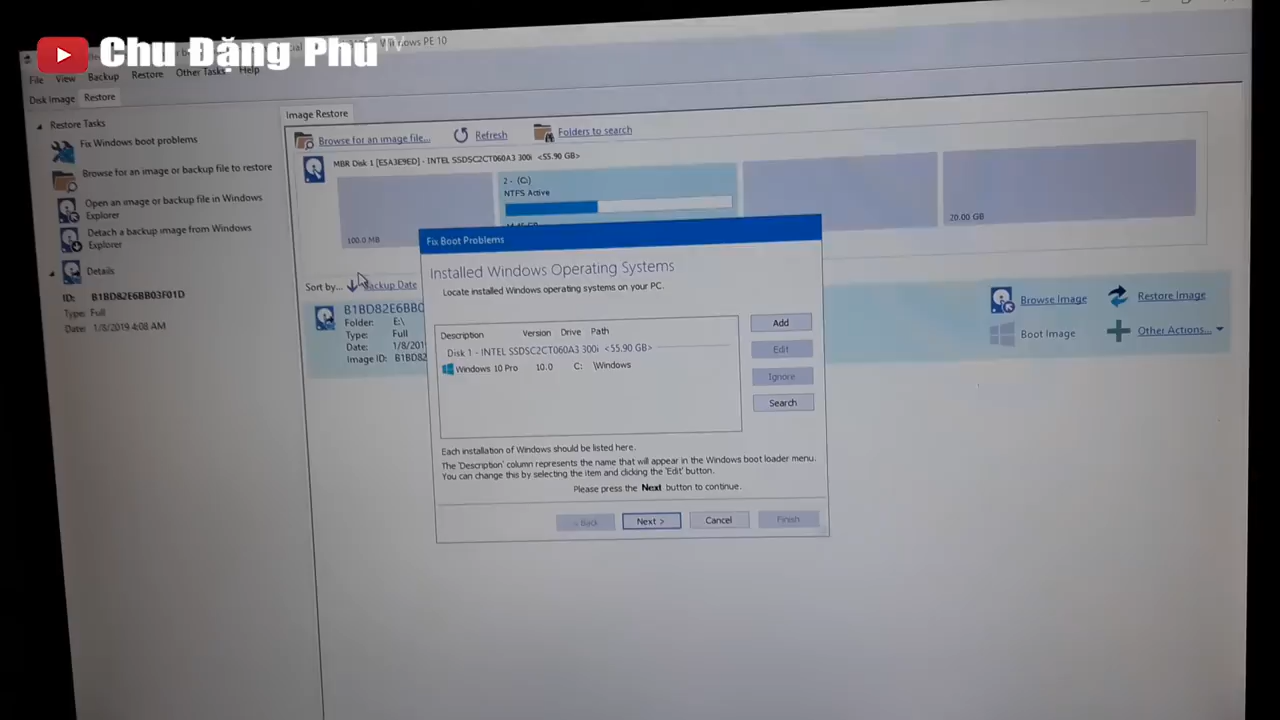 Chu Đặng Phú TV
Windows PE 10
File View Backup Restore Other Tasks Help
Disk Image Restore
Restore Tasks
Fix Windows boot problems
Browse for an image or backup file to restore
Open an image or backup file in Windows
Explorer
Detach a backup image from Windows
Explorer
Details
ID: B1BD82E6BB03F01D
Type: Full
Date: 1/8/2019 4:08 AM
Image Restore
Browse for an image file... Refresh Folders to search
MBR Disk 1 [E5A3E9ED] - INTEL SSDSC2CT060A3 300i <55.90 GB>
2 - (C:)
NTFS Active
100.0 MB
20.00 GB
Sort by... Backup Date
B1BD82E6BB0
Folder: E:\
Type: Full
Date: 1/8/201
Image ID: B1BD82
Browse Image Restore Image
Boot Image Other Actions...
Fix Boot Problems
Installed Windows Operating Systems
Locate installed Windows operating systems on your PC.
Description Version Drive Path
Disk 1 - INTEL SSDSC2CT060A3 300i <55.90 GB>
Windows 10 Pro 10.0 C: \Windows
Add
Edit
Ignore
Search
Each installation of Windows should be listed here.
The 'Description' column represents the name that will appear in the Windows boot loader menu.
You can change this by selecting the item and clicking the 'Edit' button.
Please press the Next button to continue.
< Back Next > Cancel Finish